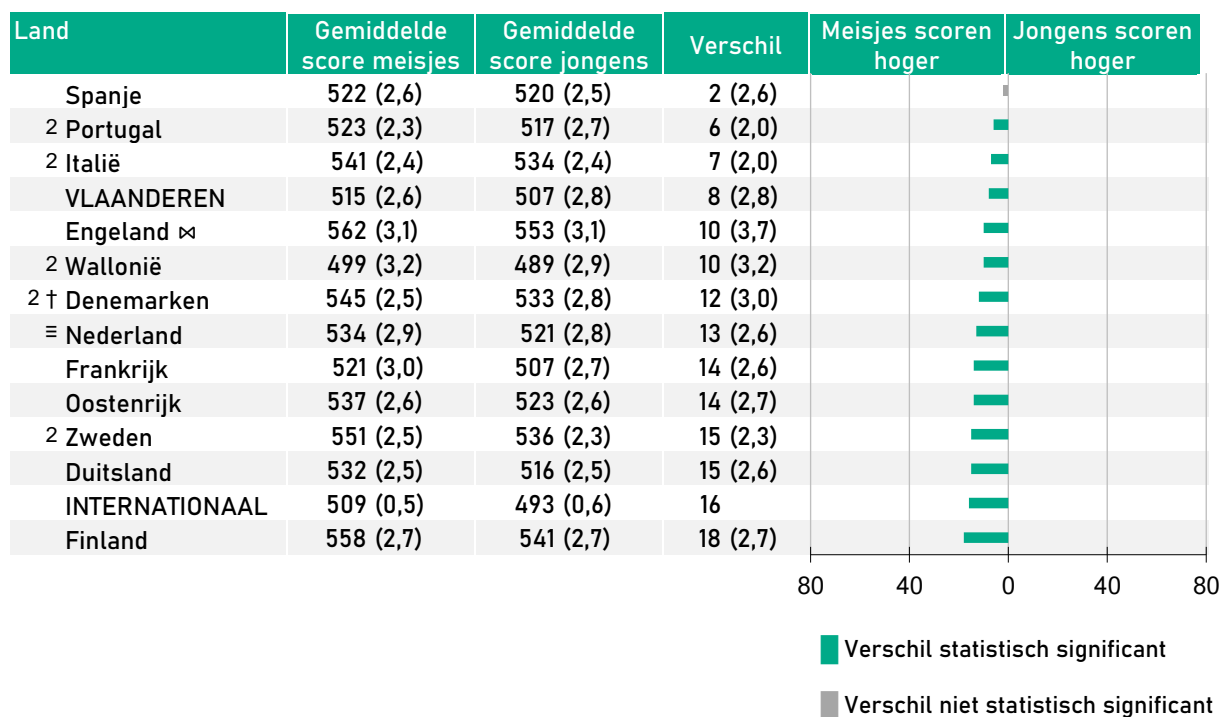 Land Gemiddelde score meisjes Gemiddelde score jongens Verschil Meisjes scoren hoger Jongens scoren hoger
Spanje 522 (2,6) 520 (2,5) 2 (2,6)
2 Portugal 523 (2,3) 517 (2,7) 6 (2,0)
2 Italië 541 (2,4) 534 (2,4) 7 (2,0)
VLAANDEREN 515 (2,6) 507 (2,8) 8 (2,8)
Engeland ⋈ 562 (3,1) 553 (3,1) 10 (3,7)
2 Wallonië 499 (3,2) 489 (2,9) 10 (3,2)
2 † Denemarken 545 (2,5) 533 (2,8) 12 (3,0)
≡ Nederland 534 (2,9) 521 (2,8) 13 (2,6)
Frankrijk 521 (3,0) 507 (2,7) 14 (2,6)
Oostenrijk 537 (2,6) 523 (2,6) 14 (2,7)
2 Zweden 551 (2,5) 536 (2,3) 15 (2,3)
Duitsland 532 (2,5) 516 (2,5) 15 (2,6)
INTERNATIONAAL 509 (0,5) 493 (0,6) 16
Finland 558 (2,7) 541 (2,7) 18 (2,7)
80 40 0 40 80
Verschil statistisch significant
Verschil niet statistisch significant